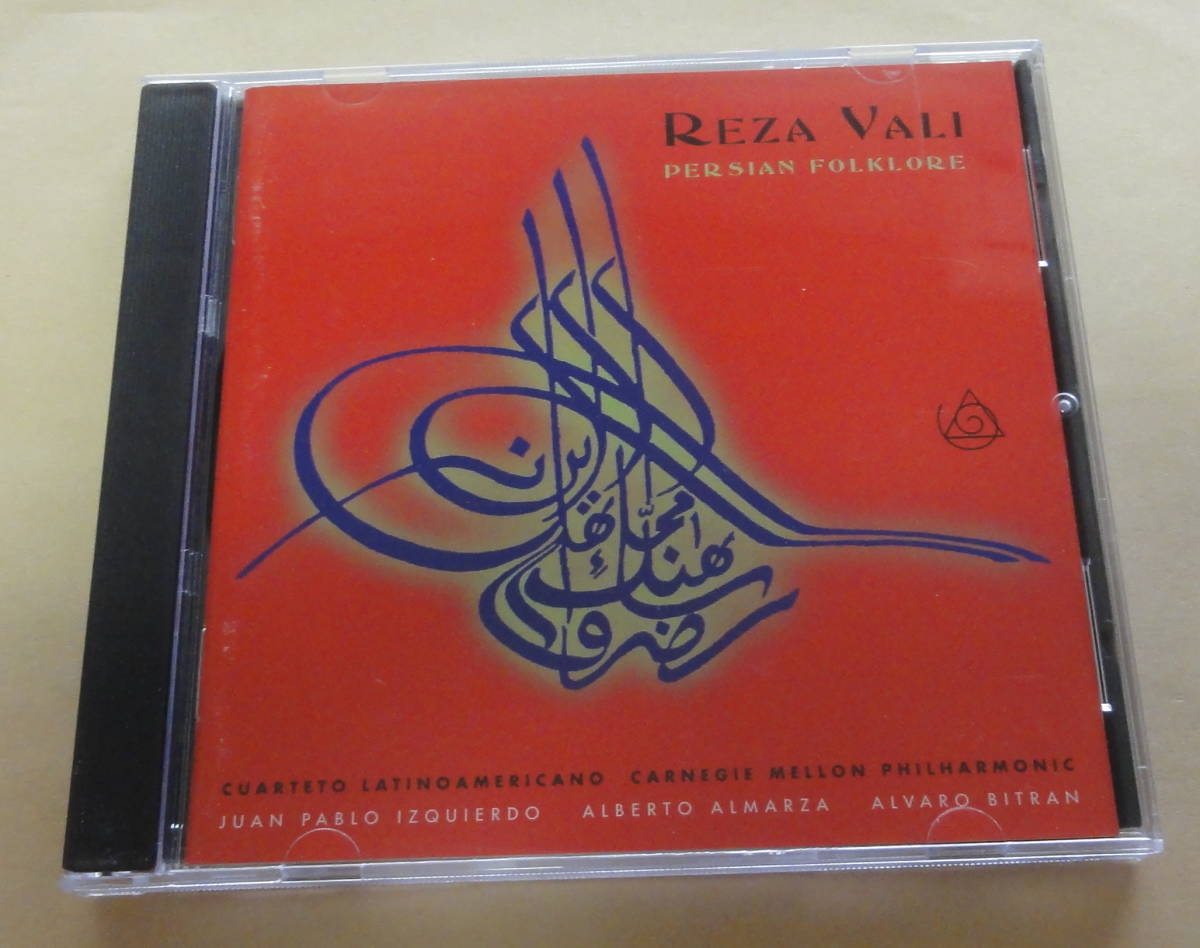 REZA VALI
PERSIAN FOLKLORE
CUARTETO LATINOAMERICANO CARNEGIE MELLON PHILHARMONIC
JUAN PABLO IZQUIERDO ALBERTO ALMARZA ALVARO BITRAN